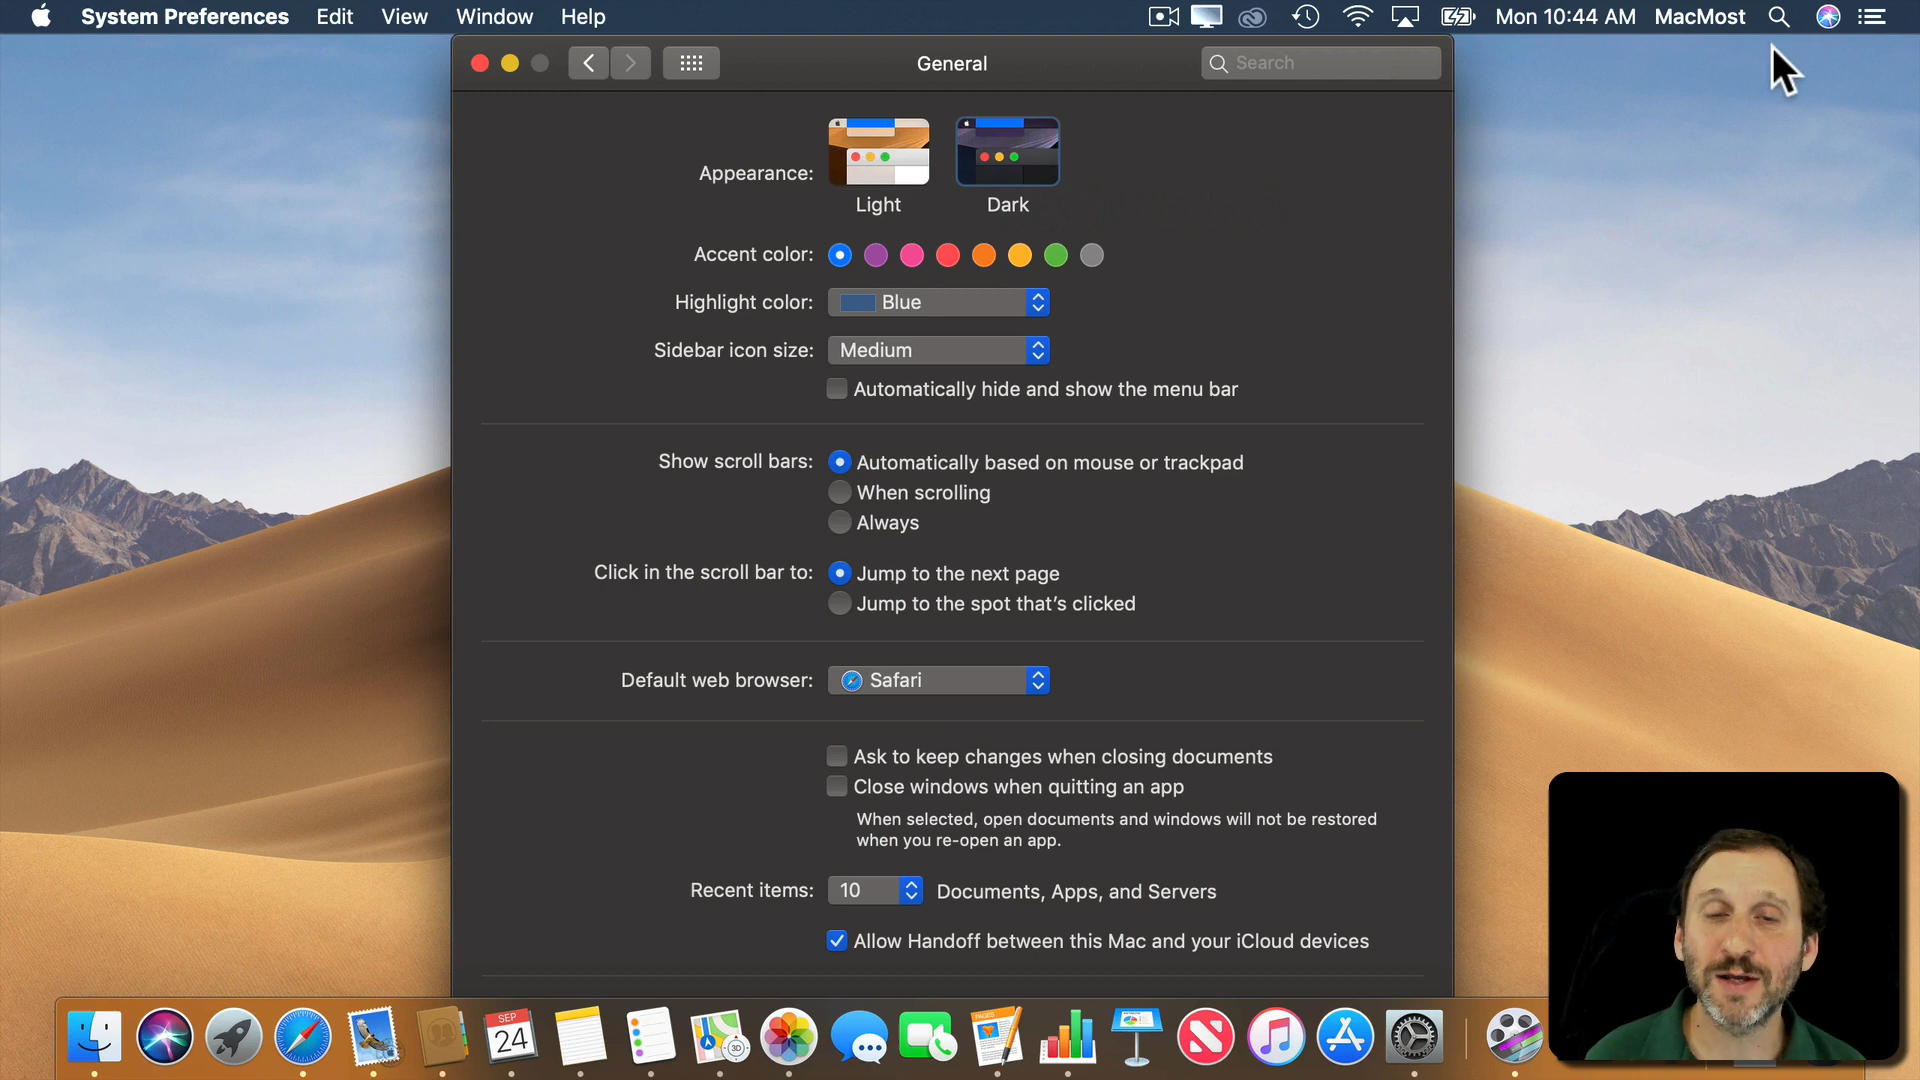 System Preferences Edit View Window Help Mon 10:44 AM MacMost
General
Search
Appearance:
Light Dark
Accent color:
Highlight color: Blue
Sidebar icon size: Medium
Automatically hide and show the menu bar
Show scroll bars: Automatically based on mouse or trackpad
When scrolling
Always
Click in the scroll bar to: Jump to the next page
Jump to the spot that's clicked
Default web browser: Safari
Ask to keep changes when closing documents
Close windows when quitting an app
When selected, open documents and windows will not be restored
when you re-open an app.
Recent items: 10 Documents, Apps, and Servers
Allow Handoff between this Mac and your iCloud devices
SEP
24
3D
PAGES